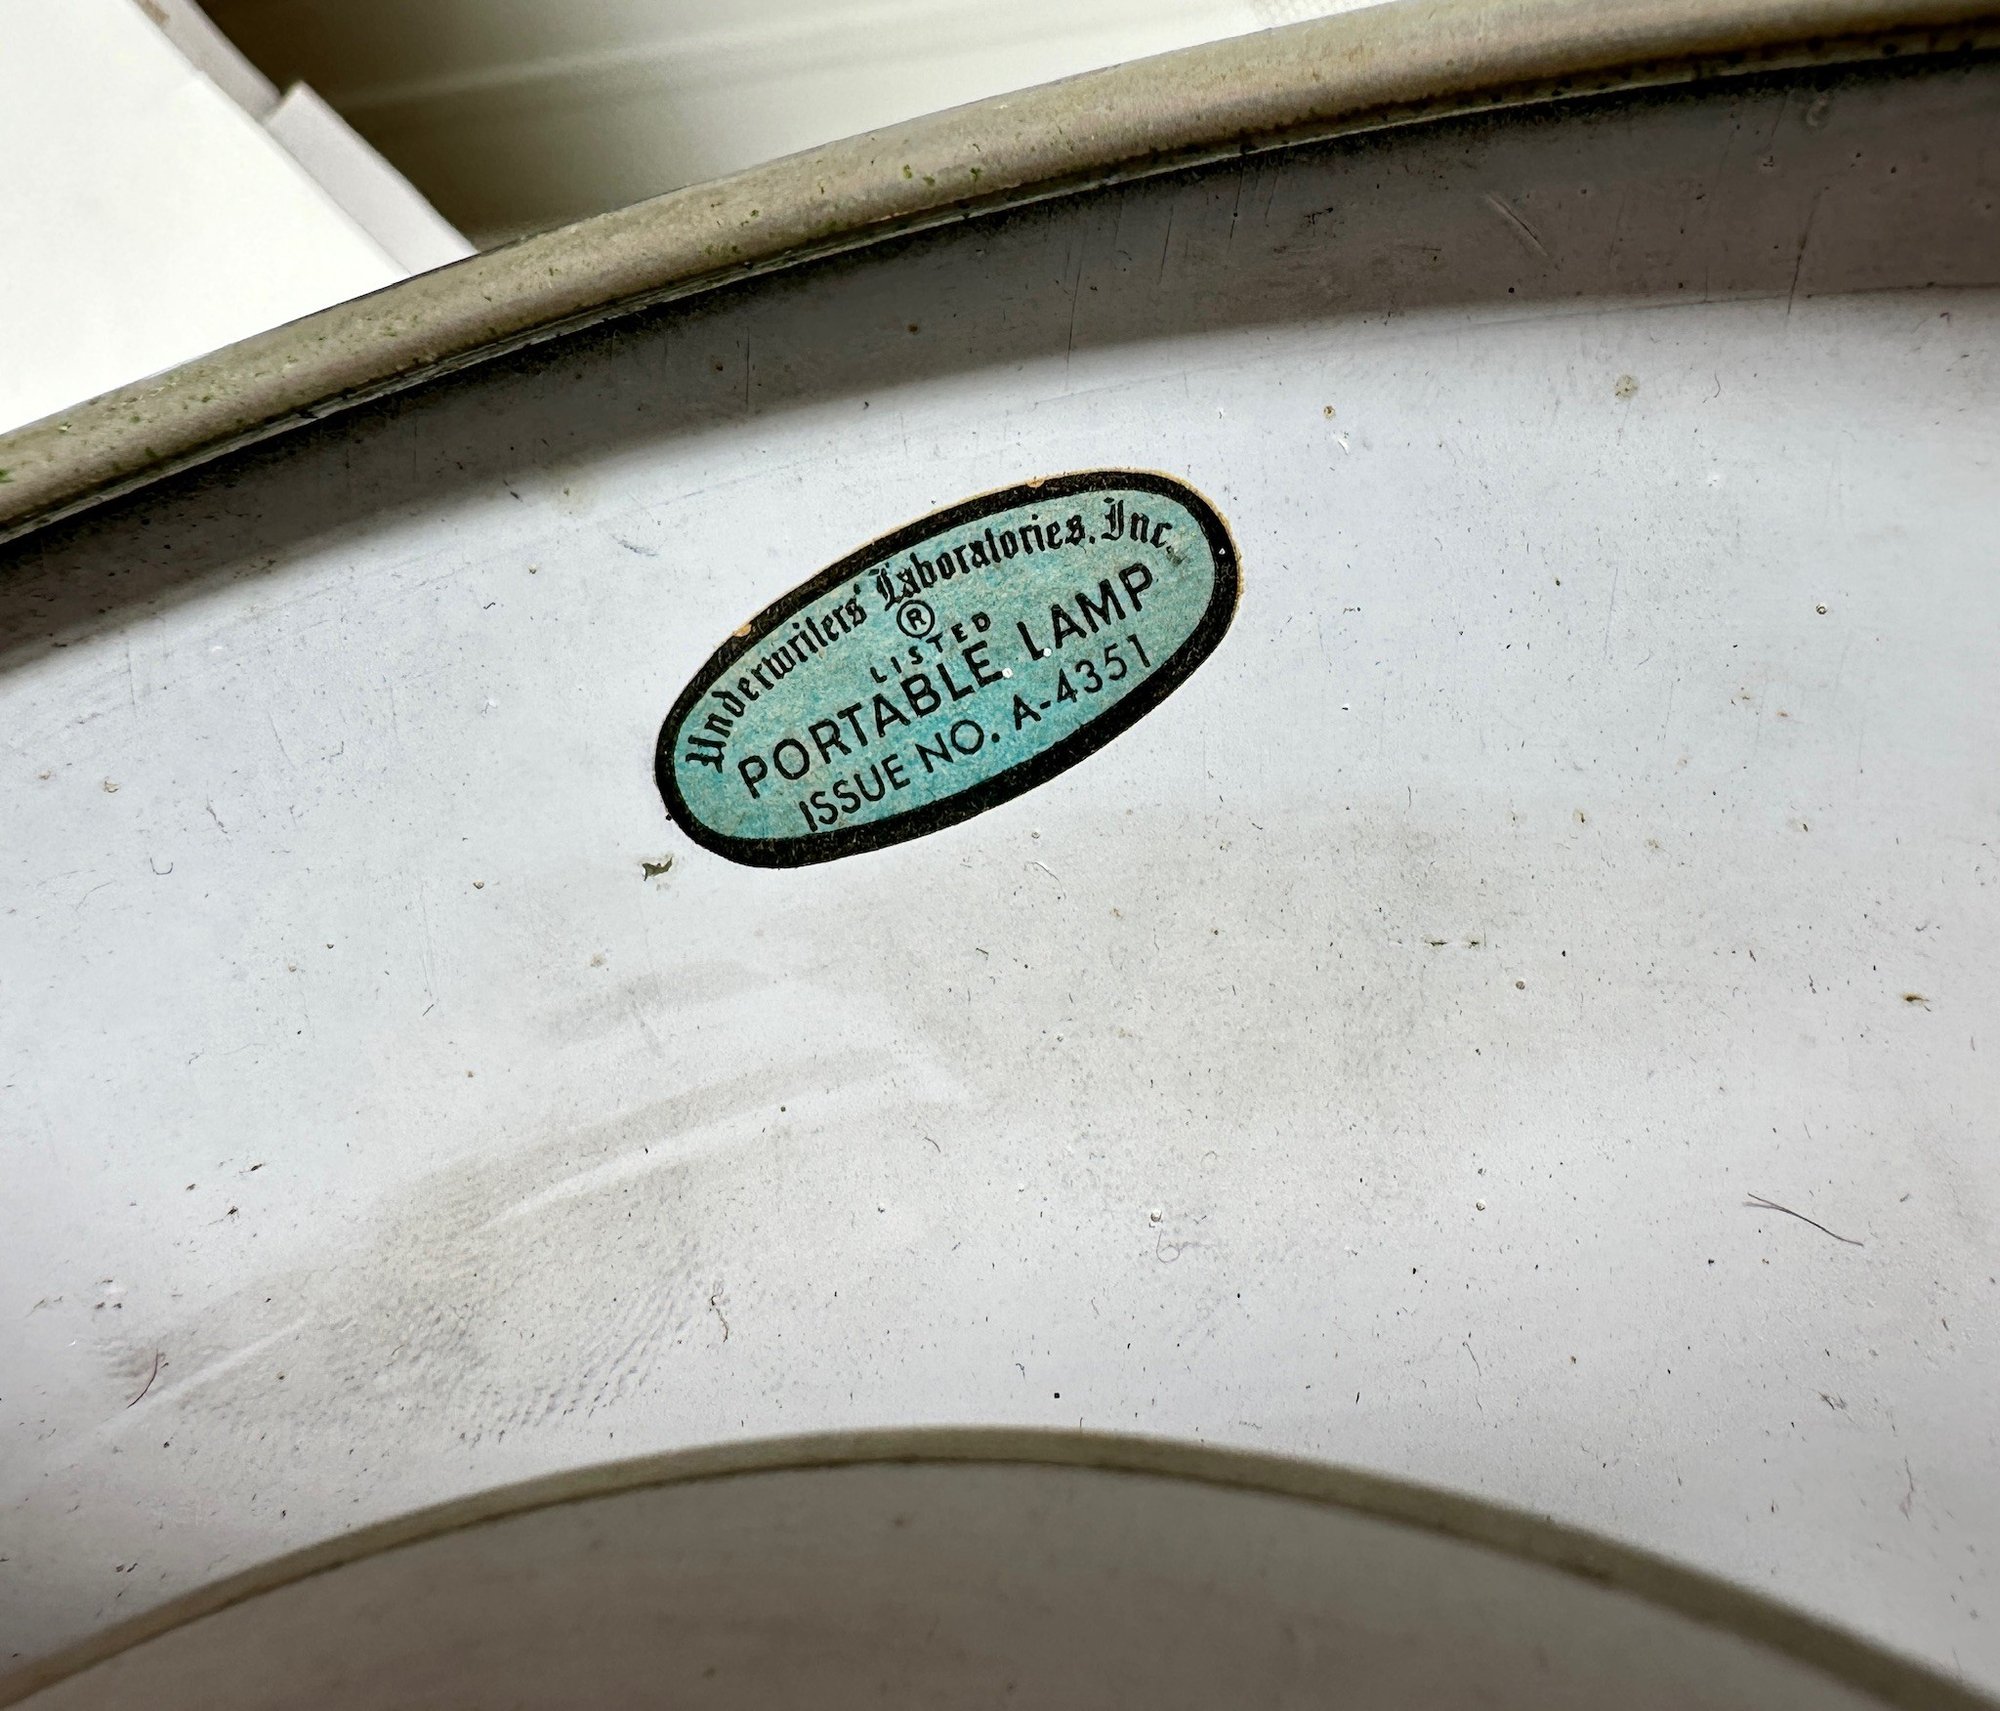 Underwriters' Laboratories, Inc.
®
LISTED
PORTABLE LAMP
ISSUE NO. A-4351